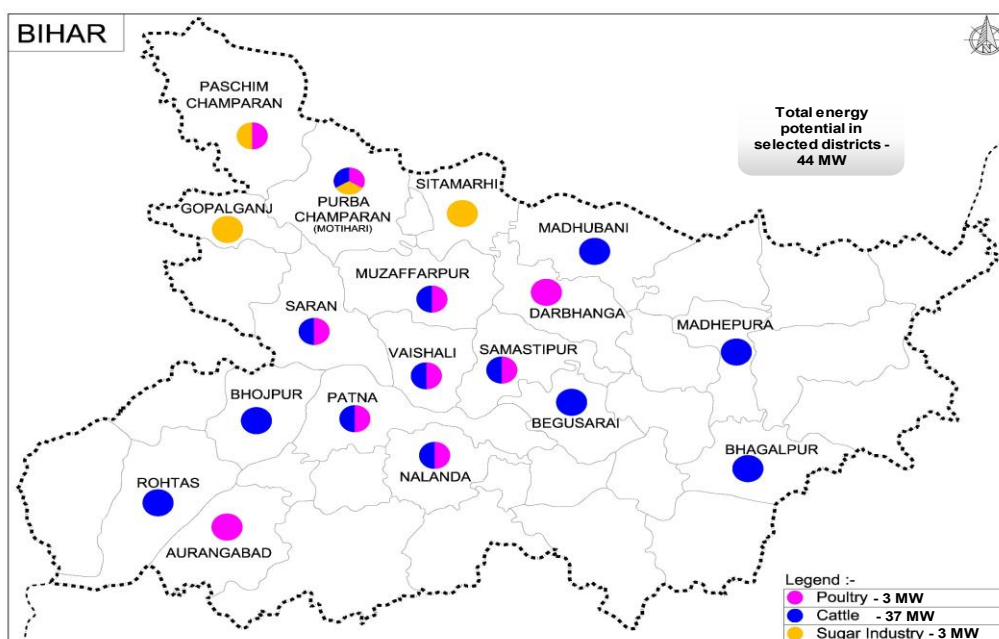 BIHAR
PASCHIM
CHAMPARAN
Total energy
potential in
selected districts -
44 MW
GOPALGANJ
PURBA
CHAMPARAN
(MOTIHARI)
SITAMARHI
MADHUBANI
MUZAFFARPUR
DARBHANGA
SARAN
MADHEPURA
VAISHALI
SAMASTIPUR
BHOJPUR
PATNA
BEGUSARAI
NALANDA
BHAGALPUR
ROHTAS
AURANGABAD
Legend :-
Poultry - 3 MW
Cattle - 37 MW
Sugar Industry - 3 MW